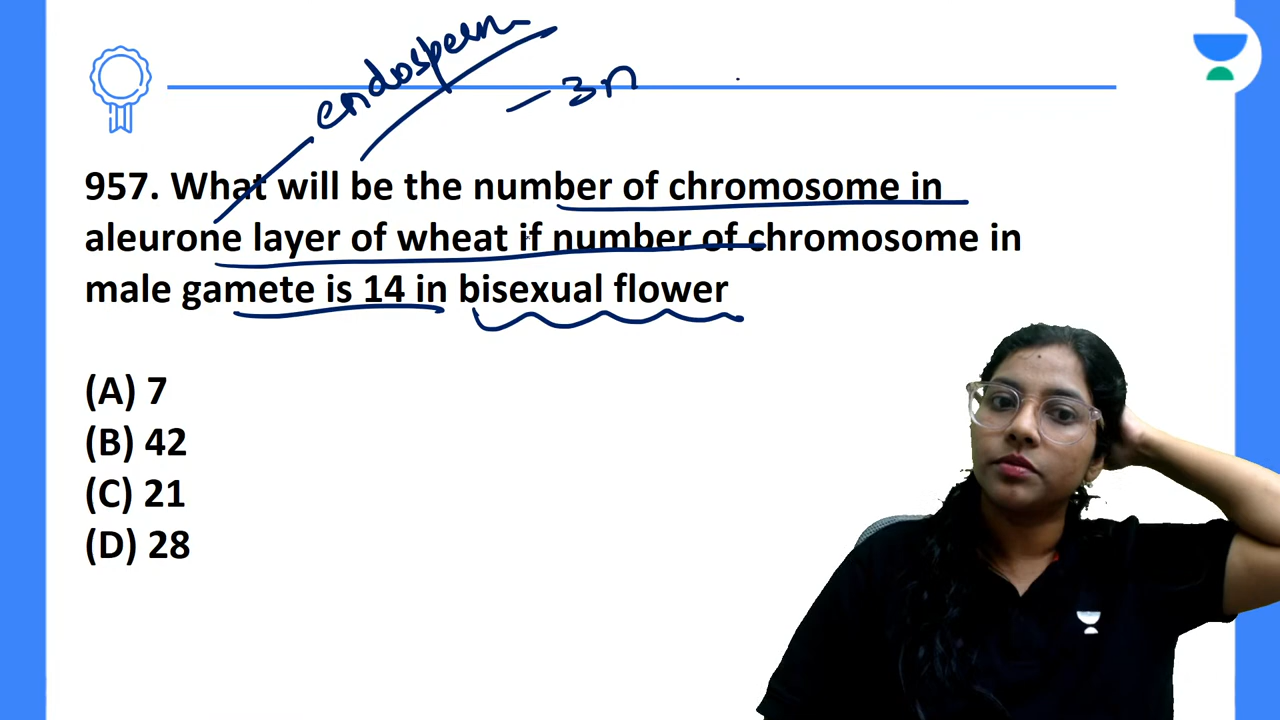 endosperm
- 3n
957. What will be the number of chromosome in
aleurone layer of wheat if number of chromosome in
male gamete is 14 in bisexual flower
(A) 7
(B) 42
(C) 21
(D) 28